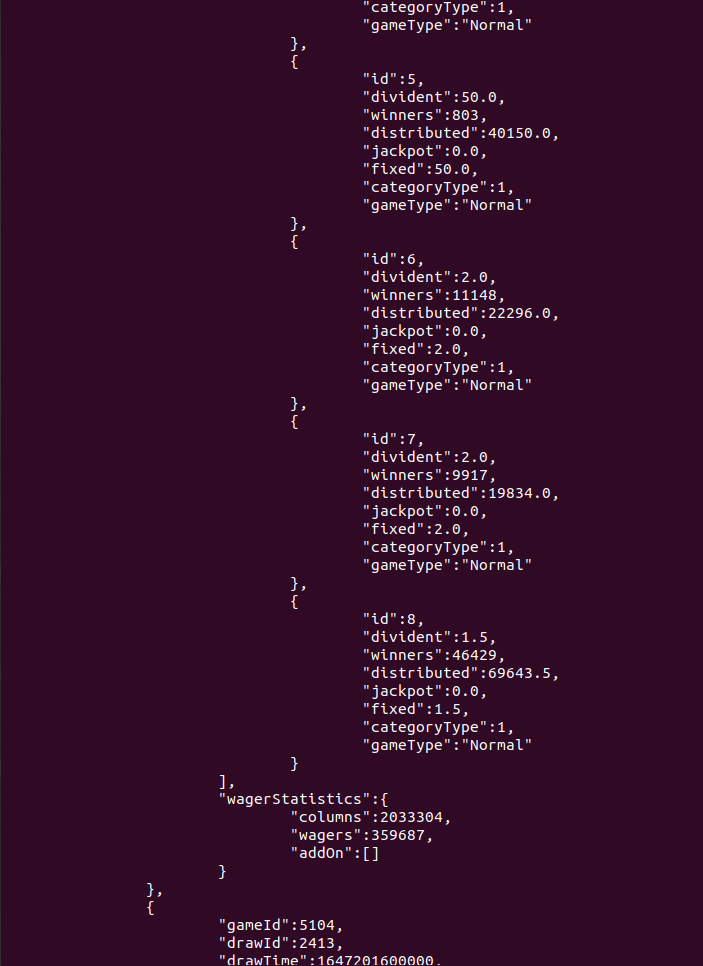 "categoryType":1,
"gameType":"Normal"
},
{
"id":5,
"divident":50.0,
"winners":803,
"distributed":40150.0,
"jackpot":0.0,
"fixed":50.0,
"categoryType":1,
"gameType":"Normal"
},
{
"id":6,
"divident":2.0,
"winners":11148,
"distributed":22296.0,
"jackpot":0.0,
"fixed":2.0,
"categoryType":1,
"gameType":"Normal"
},
{
"id":7,
"divident":2.0,
"winners":9917,
"distributed":19834.0,
"jackpot":0.0,
"fixed":2.0,
"categoryType":1,
"gameType":"Normal"
},
{
"id":8,
"divident":1.5,
"winners":46429,
"distributed":69643.5,
"jackpot":0.0,
"fixed":1.5,
"categoryType":1,
"gameType":"Normal"
}
],
"wagerStatistics":{
"columns":2033304,
"wagers":359687,
"addOn":[]
}
},
{
"gameId":5104,
"drawId":2413,
"drawTime":1647201600000,